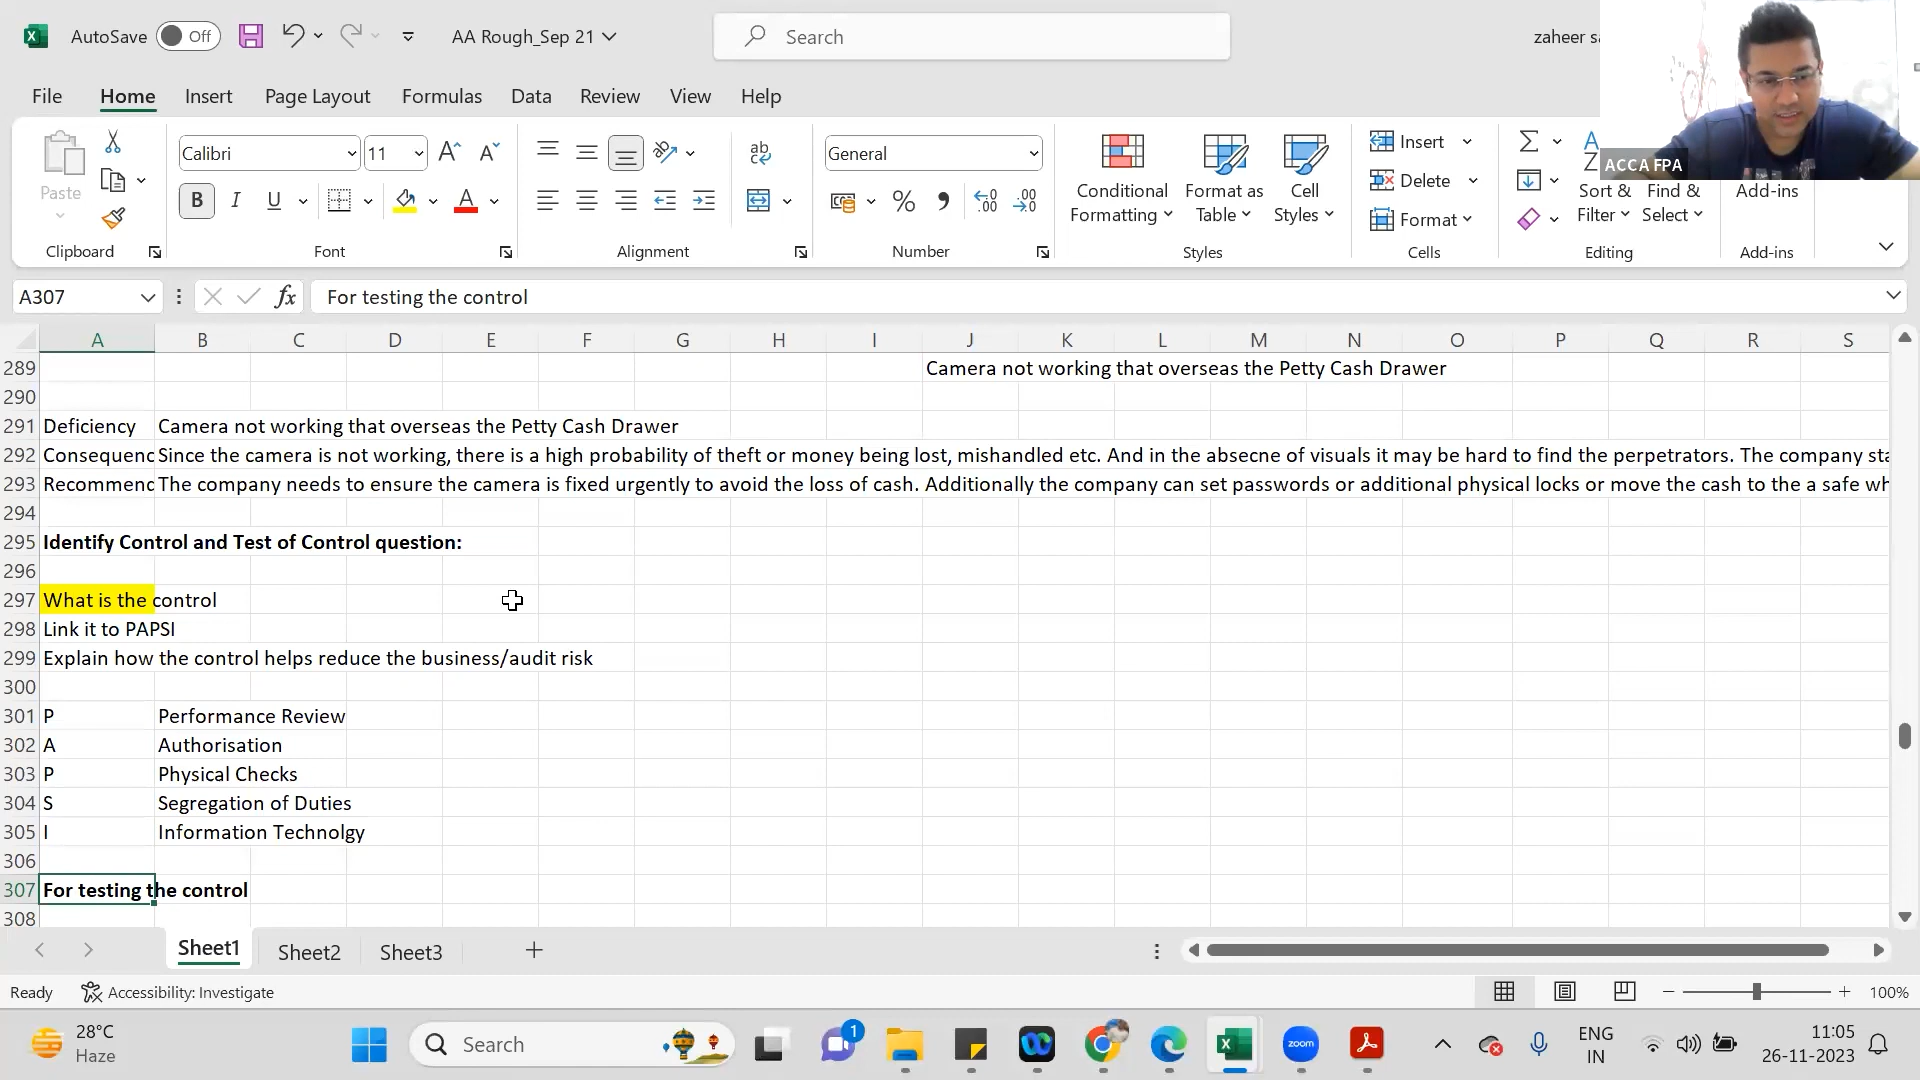 AutoSave Off AA Rough_Sep 21 Search zaheer sa
File Home Insert Page Layout Formulas Data Review View Help
ACCA FPA
Paste
Clipboard
Calibri 11
B I U
Font
Alignment
General
Number
Conditional Formatting
Format as Table
Cell Styles
Styles
Insert
Delete
Format
Cells
Sort & Filter
Find & Select
Editing
Add-ins
Add-ins
A307 fx For testing the control
A B C D E F G H I J K L M N O P Q R S
289 Camera not working that overseas the Petty Cash Drawer
290
291 Deficiency Camera not working that overseas the Petty Cash Drawer
292 Consequenc Since the camera is not working, there is a high probability of theft or money being lost, mishandled etc. And in the absecne of visuals it may be hard to find the perpetrators. The company sta
293 Recommend The company needs to ensure the camera is fixed urgently to avoid the loss of cash. Additionally the company can set passwords or additional physical locks or move the cash to the a safe wh
294
295 Identify Control and Test of Control question:
296
297 What is the control
298 Link it to PAPSI
299 Explain how the control helps reduce the business/audit risk
300
301 P Performance Review
302 A Authorisation
303 P Physical Checks
304 S Segregation of Duties
305 I Information Technolgy
306
307 For testing the control
308
Sheet1 Sheet2 Sheet3
Ready Accessibility: Investigate 100%
28°C
Haze
Search
1
zoom
ENG
IN
11:05
26-11-2023